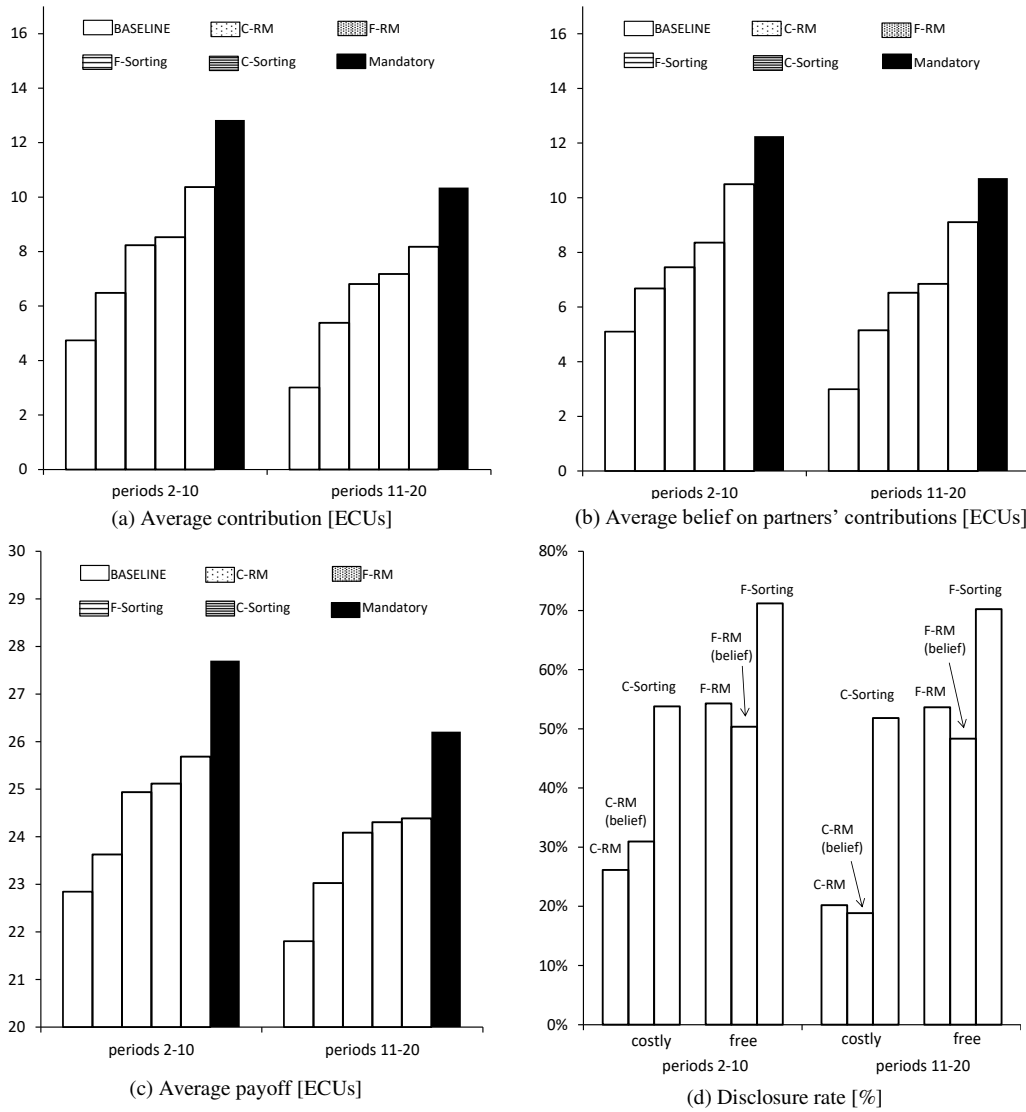 16
14
12
10
8
6
4
2
0
BASELINE
C-RM
F-RM
F-Sorting
C-Sorting
Mandatory
periods 2-10
periods 11-20
(a) Average contribution [ECUs]
16
14
12
10
8
6
4
2
0
BASELINE
C-RM
F-RM
F-Sorting
C-Sorting
Mandatory
periods 2-10
periods 11-20
(b) Average belief on partners’ contributions [ECUs]
30
29
28
27
26
25
24
23
22
21
20
BASELINE
C-RM
F-RM
F-Sorting
C-Sorting
Mandatory
periods 2-10
periods 11-20
(c) Average payoff [ECUs]
80%
70%
60%
50%
40%
30%
20%
10%
0%
C-RM
C-RM
(belief)
C-Sorting
F-RM
F-RM
(belief)
F-Sorting
C-RM
C-RM
(belief)
C-Sorting
F-RM
F-RM
(belief)
F-Sorting
costly
free
costly
free
periods 2-10
periods 11-20
(d) Disclosure rate [%]